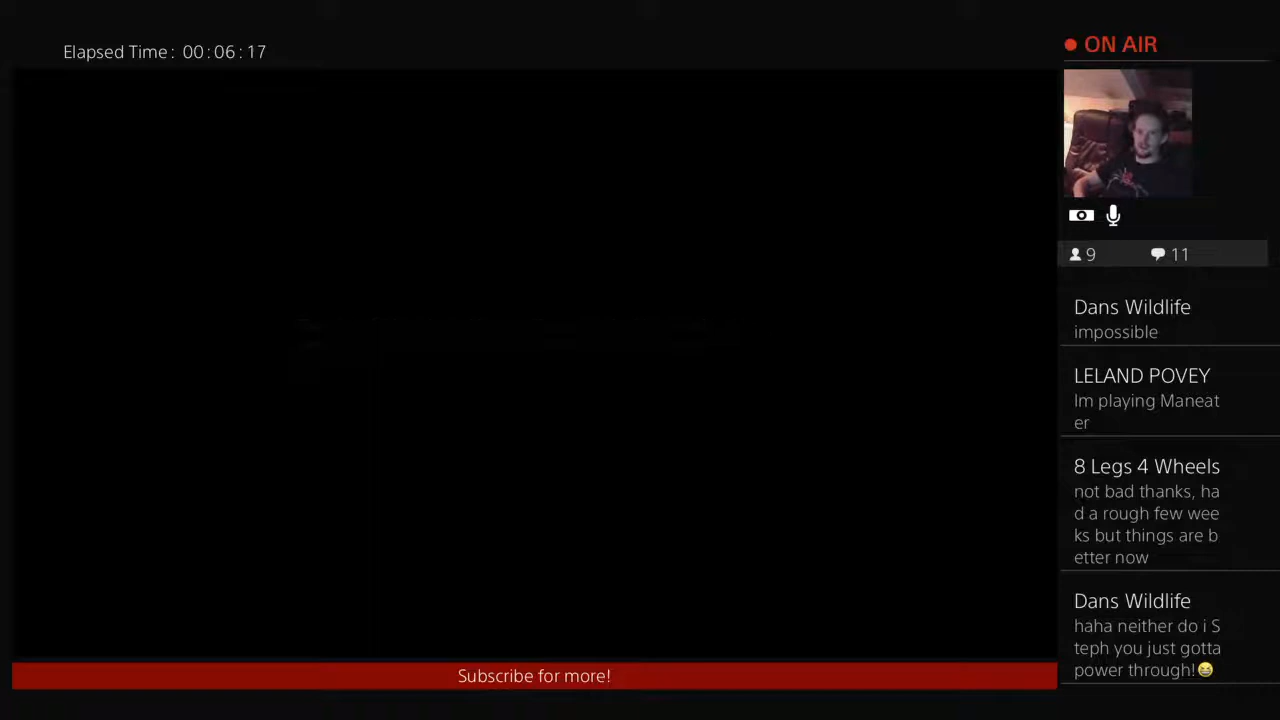 Elapsed Time: 00:06:17
ON AIR
9 11
Dans Wildlife
impossible
LELAND POVEY
Im playing Maneat
er
8 Legs 4 Wheels
not bad thanks, ha
d a rough few wee
ks but things are b
etter now
Dans Wildlife
haha neither do i S
teph you just gotta
power through!😆
Subscribe for more!